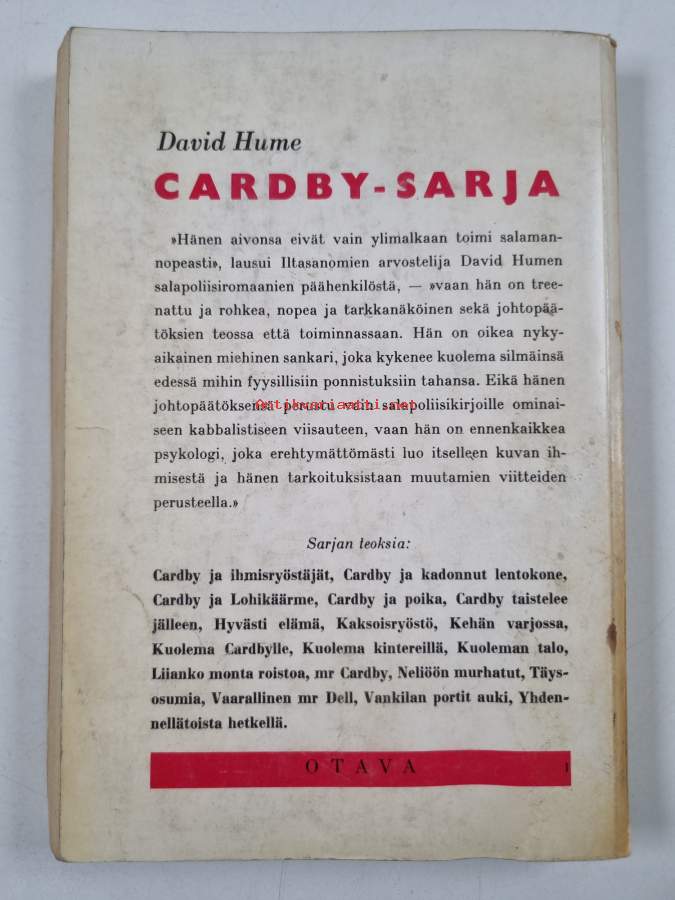 David Hume
CARDBY-SARJA
»Hänen aivonsa eivät vain ylimalkaan toimi salaman-
nopeasti», lausui Iltasanomien arvostelija David Humen
salapoliisiromaanien päähenkilöstä, — »vaan hän on tree-
nattu ja rohkea, nopea ja tarkkanäköinen sekä johtopää-
töksien teossa että toiminnassaan. Hän on oikea nyky-
aikainen miehinen sankari, joka kykenee kuolema silmäinsä
edessä mihin fyysillisiin ponnistuksiin tahansa. Eikä hänen
johtopäätöksensä perustu vain salapoliisikirjoille ominai-
seen kabbalistiseen viisauteen, vaan hän on ennenkaikkea
psykologi, joka erehtymättömästi luo itselleen kuvan ih-
misestä ja hänen tarkoituksistaan muutamien viitteiden
perusteella.»
Antikvariaatti.net
Sarjan teoksia:
Cardby ja ihmisryöstäjät, Cardby ja kadonnut lentokone,
Cardby ja Lohikäärme, Cardby ja poika, Cardby taistelee
jälleen, Hyvästi elämä, Kaksoisryöstö, Kehän varjossa,
Kuolema Cardbylle, Kuolema kintereillä, Kuoleman talo,
Liianko monta roistoa, mr Cardby, Neliöön murhatut, Täys-
osumia, Vaarallinen mr Dell, Vankilan portit auki, Yhden-
nellätoista hetkellä.
OTAVA